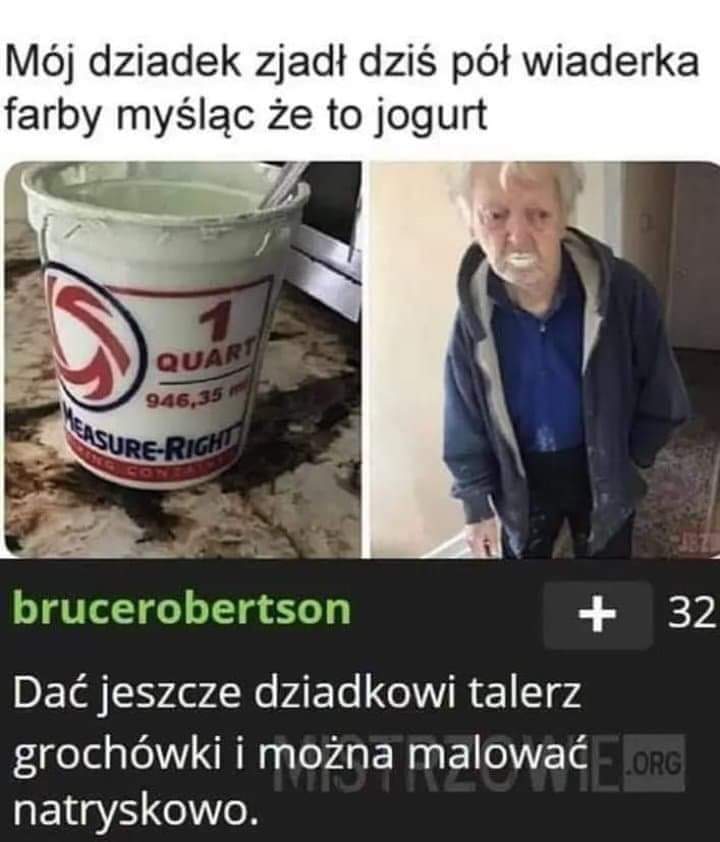 Mój dziadek zjadł dziś pół wiaderka
farby myśląc że to jogurt
1
QUART
946,35
MEASURE-RIGHT
brucerobertson
+ 32
Dać jeszcze dziadkowi talerz
grochówki i można malować
natryskowo.
MISTRZOWIE.ORG